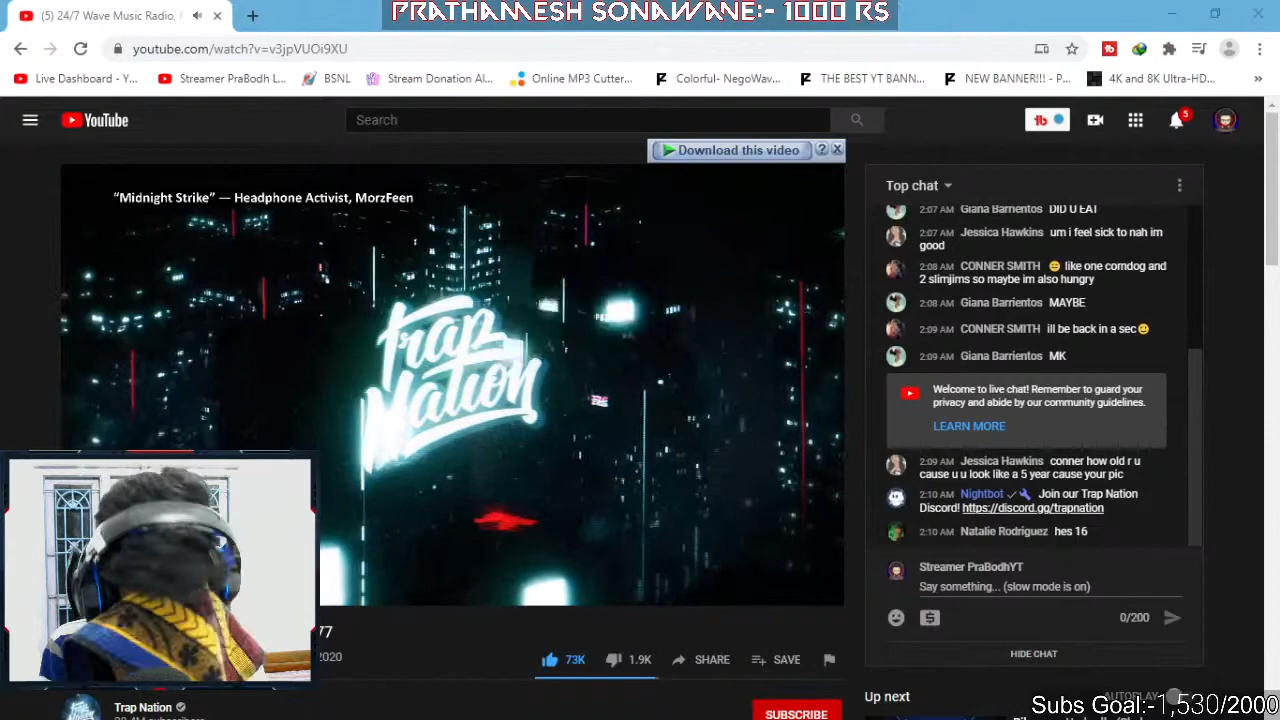 PRATHAMESH SONAWANE:- 1000 RS
(5) 24/7 Wave Music Radio,
youtube.com/watch?v=v3jpVUOi9XU
Live Dashboard - Y...
Streamer PraBodh L...
BSNL
Stream Donation Al...
Online MP3 Cutter...
Colorful- NegoWav...
THE BEST YT BANN...
NEW BANNER!!! - P...
4K and 8K Ultra-HD...
YouTube
Search
5
Download this video
"Midnight Strike" — Headphone Activist, MorzFeen
Trap
Nation
77
2020
73K
1.9K
SHARE
SAVE
Trap Nation
SUBSCRIBE
Top chat
2:07 AM Giana Barrientos DID U EAT
2:07 AM Jessica Hawkins um i feel sick to nah im
good
2:08 AM CONNER SMITH 😑 like one corndog and
2 slimjims so maybe im also hungry
2:08 AM Giana Barrientos MAYBE
2:09 AM CONNER SMITH ill be back in a sec😃
2:09 AM Giana Barrientos MK
Welcome to live chat! Remember to guard your
privacy and abide by our community guidelines.
LEARN MORE
2:09 AM Jessica Hawkins conner how old r u
cause u u look like a 5 year cause your pic
2:10 AM Nightbot Join our Trap Nation
Discord! https://discord.gg/trapnation
2:10 AM Natalie Rodriguez hes 16
Streamer PraBodhYT
Say something... (slow mode is on)
0/200
HIDE CHAT
Up next
AUTOPLAY
Subs Goal:-1,530/2000